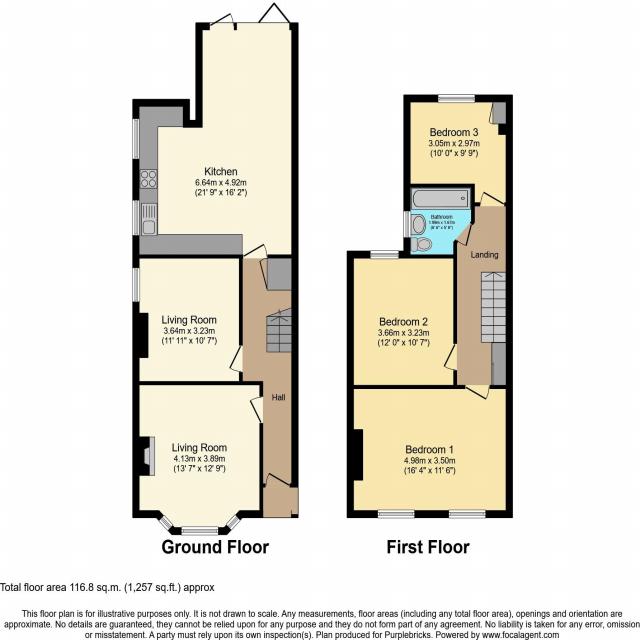 Kitchen
6.64m x 4.92m
(21' 9" x 16' 2")
Living Room
3.64m x 3.23m
(11' 11" x 10' 7")
Hall
Living Room
4.13m x 3.89m
(13' 7" x 12' 9")
Ground Floor
Bedroom 3
3.05m x 2.97m
(10' 0" x 9' 9")
Bathroom
Landing
Bedroom 2
3.66m x 3.23m
(12' 0" x 10' 7")
Bedroom 1
4.98m x 3.50m
(16' 4" x 11' 6")
First Floor
Total floor area 116.8 sq.m. (1,257 sq.ft.) approx
This floor plan is for illustrative purposes only. It is not drawn to scale. Any measurements, floor areas (including any total floor area), openings and orientation are
approximate. No details are guaranteed, they cannot be relied upon for any purpose and they do not form part of any agreement. No liability is taken for any error, omission
or misstatement. A party must rely upon its own inspection(s). Plan produced for Purplebricks. Powered by www.focalagent.com